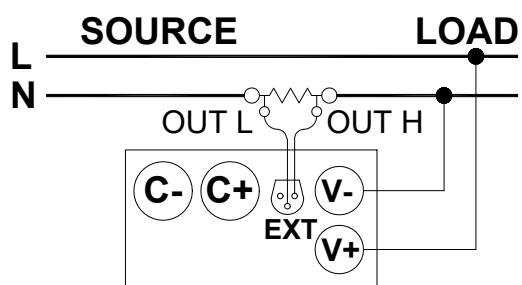 SOURCE LOAD
L
N
OUT L OUT H
C- C+ V-
EXT
V+